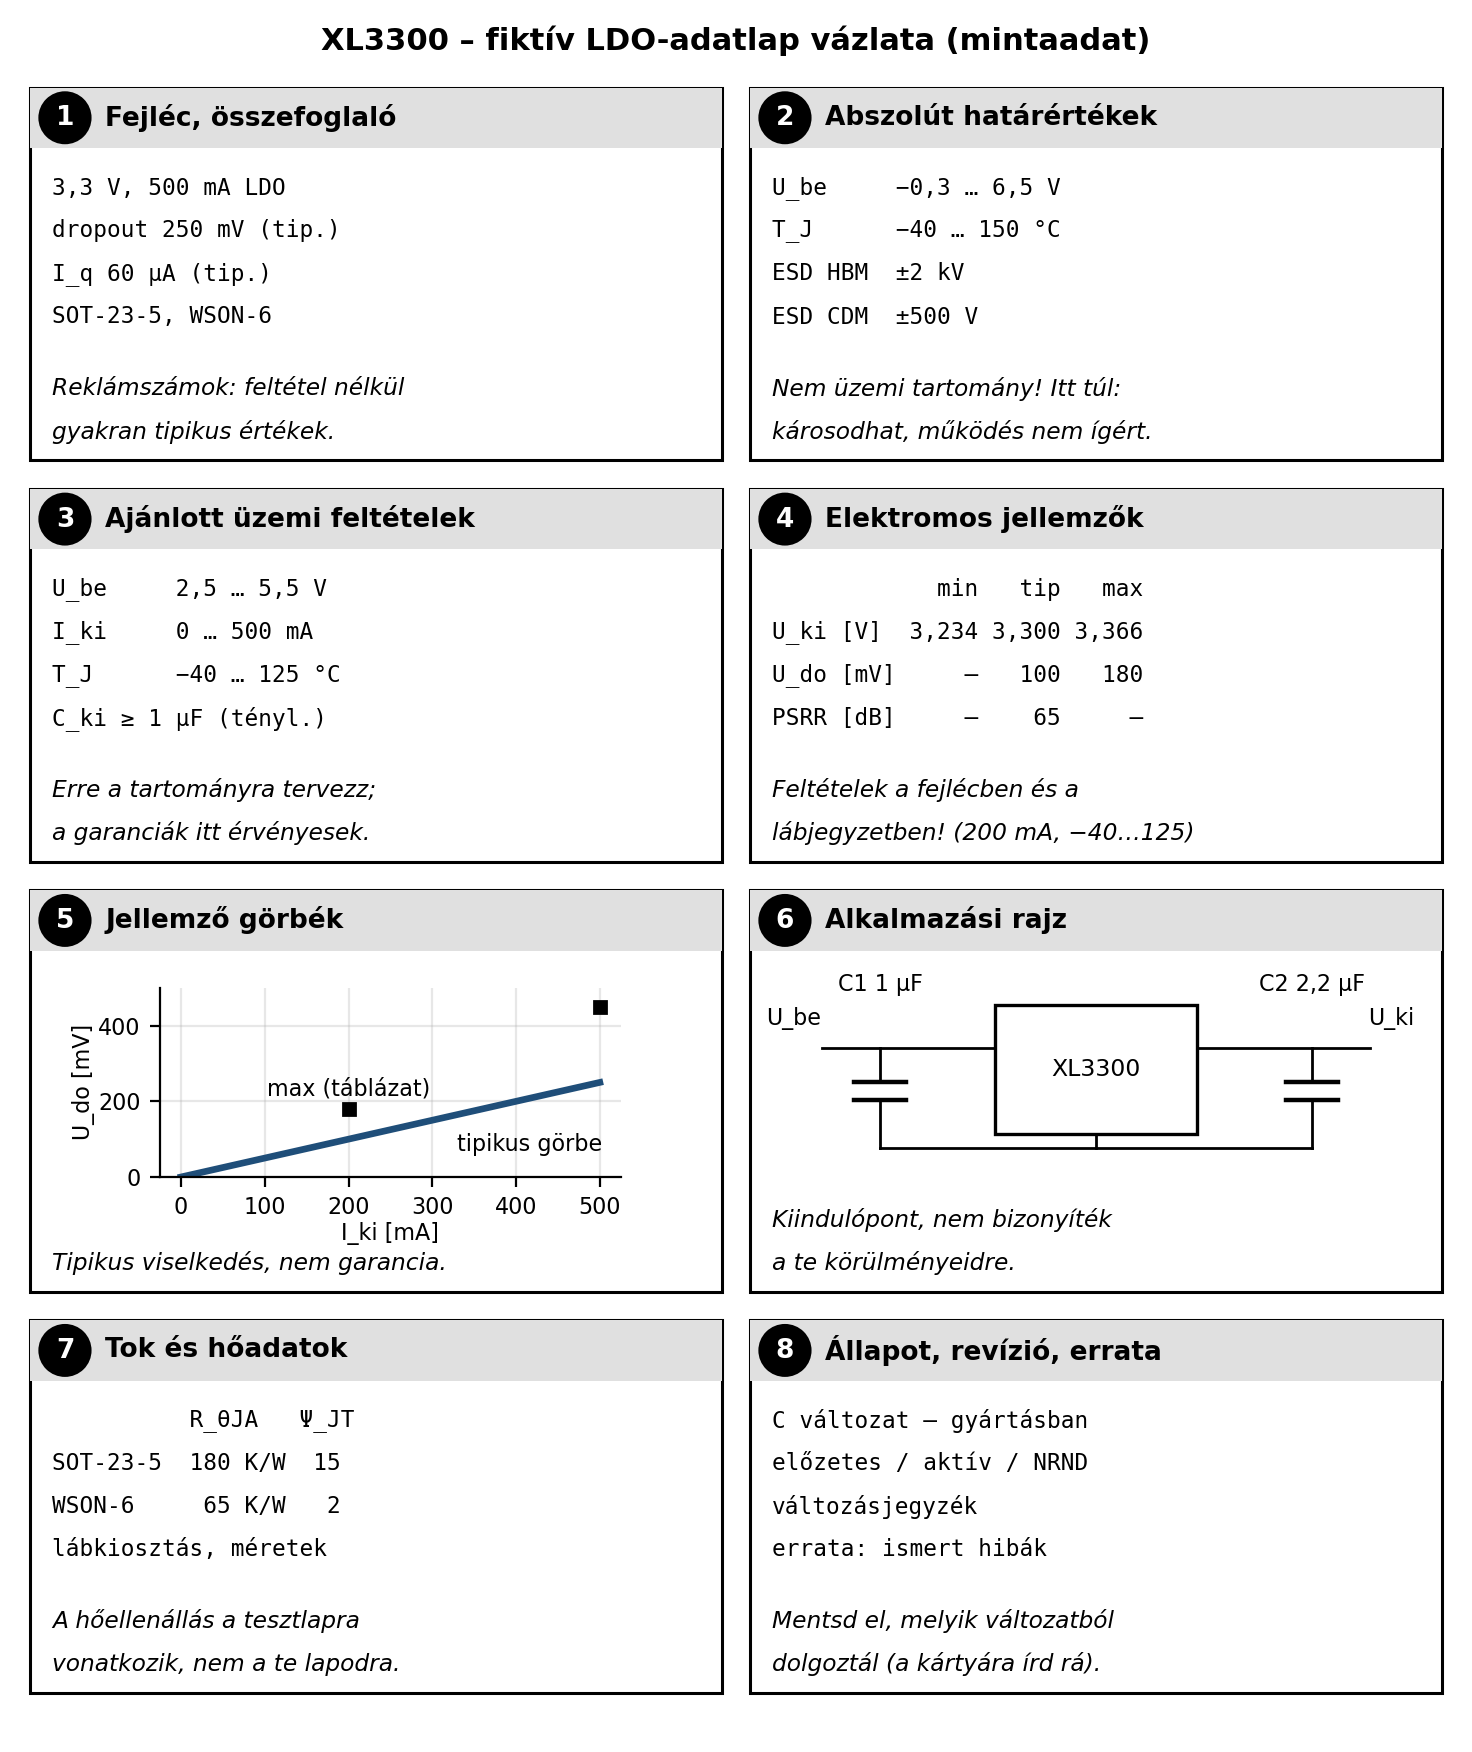 XL3300 – fiktív LDO-adatlap vázlata (mintaadat)
1 Fejléc, összefoglaló
3,3 V, 500 mA LDO
dropout 250 mV (tip.)
I_q 60 µA (tip.)
SOT-23-5, WSON-6
Reklámszámok: feltétel nélkül
gyakran tipikus értékek.
2 Abszolút határértékek
U_be −0,3 … 6,5 V
T_J −40 … 150 °C
ESD HBM ±2 kV
ESD CDM ±500 V
Nem üzemi tartomány! Itt túl:
károsodhat, működés nem ígért.
3 Ajánlott üzemi feltételek
U_be 2,5 … 5,5 V
I_ki 0 … 500 mA
T_J −40 … 125 °C
C_ki ≥ 1 µF (tényl.)
Erre a tartományra tervezz;
a garanciák itt érvényesek.
4 Elektromos jellemzők
min tip max
U_ki [V] 3,234 3,300 3,366
U_do [mV] — 100 180
PSRR [dB] — 65 —
Feltételek a fejlécben és a
lábjegyzetben! (200 mA, −40…125)
5 Jellemző görbék
U_do [mV]
400
200
0
max (táblázat)
tipikus görbe
0 100 200 300 400 500
I_ki [mA]
Tipikus viselkedés, nem garancia.
6 Alkalmazási rajz
C1 1 µF
C2 2,2 µF
U_be
U_ki
XL3300
Kiindulópont, nem bizonyíték
a te körülményeidre.
7 Tok és hőadatok
R_θJA Ψ_JT
SOT-23-5 180 K/W 15
WSON-6 65 K/W 2
lábkiosztás, méretek
A hőellenállás a tesztlapra
vonatkozik, nem a te lapodra.
8 Állapot, revízió, errata
C változat — gyártásban
előzetes / aktív / NRND
változásjegyzék
errata: ismert hibák
Mentsd el, melyik változatból
dolgoztál (a kártyára írd rá).